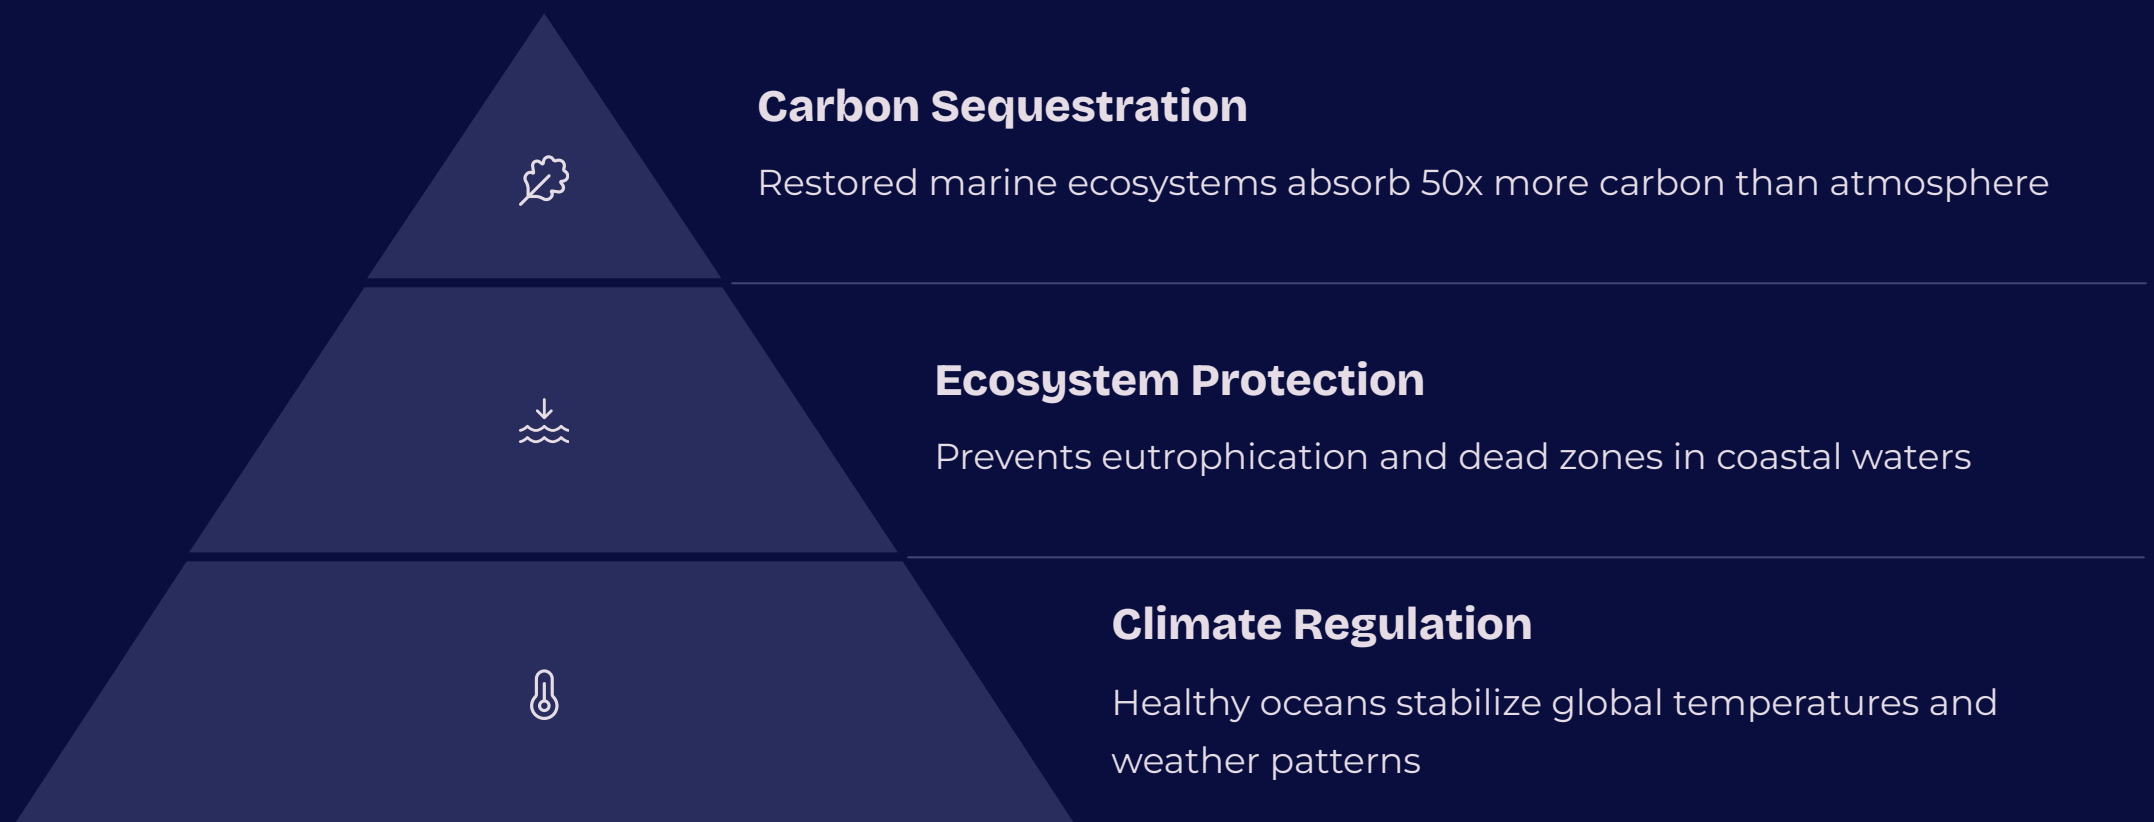 Carbon Sequestration
Restored marine ecosystems absorb 50x more carbon than atmosphere
Ecosystem Protection
Prevents eutrophication and dead zones in coastal waters
Climate Regulation
Healthy oceans stabilize global temperatures and
weather patterns